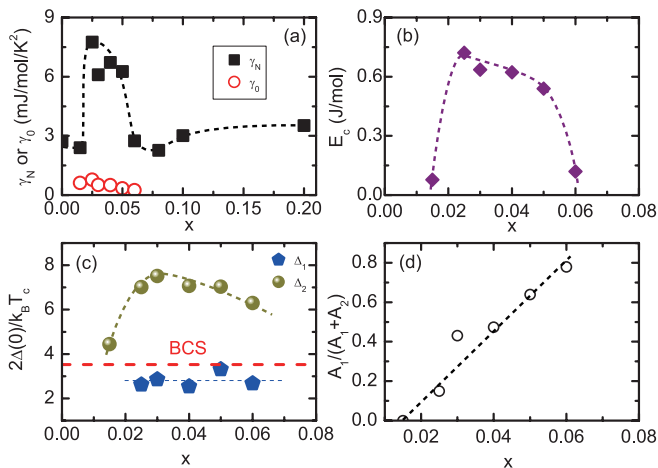 (a)
γN or γ0 (mJ/mol/K²)
9
6
3
0
γN
γ0
0.00 0.05 0.10 0.15 0.20
x
(b)
Ec (J/mol)
0.9
0.6
0.3
0.0
0.00 0.02 0.04 0.06 0.08
x
(c)
2Δ(0)/kBTc
8
6
4
2
Δ1
Δ2
BCS
0.00 0.02 0.04 0.06 0.08
x
(d)
A1/(A1+A2)
0.8
0.6
0.4
0.2
0.0
0.02 0.04 0.06 0.08
x